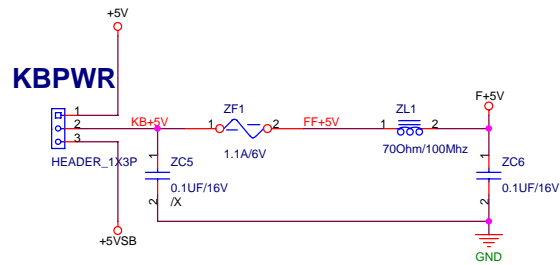 +5V
KBPWR
1
2
3
HEADER_1X3P
+5VSB
KB+5V
ZF1
1 2
1.1A/6V
FF+5V
ZL1
1 2
70Ohm/100Mhz
F+5V
1
ZC5
0.1UF/16V
2
/X
1
ZC6
0.1UF/16V
2
GND